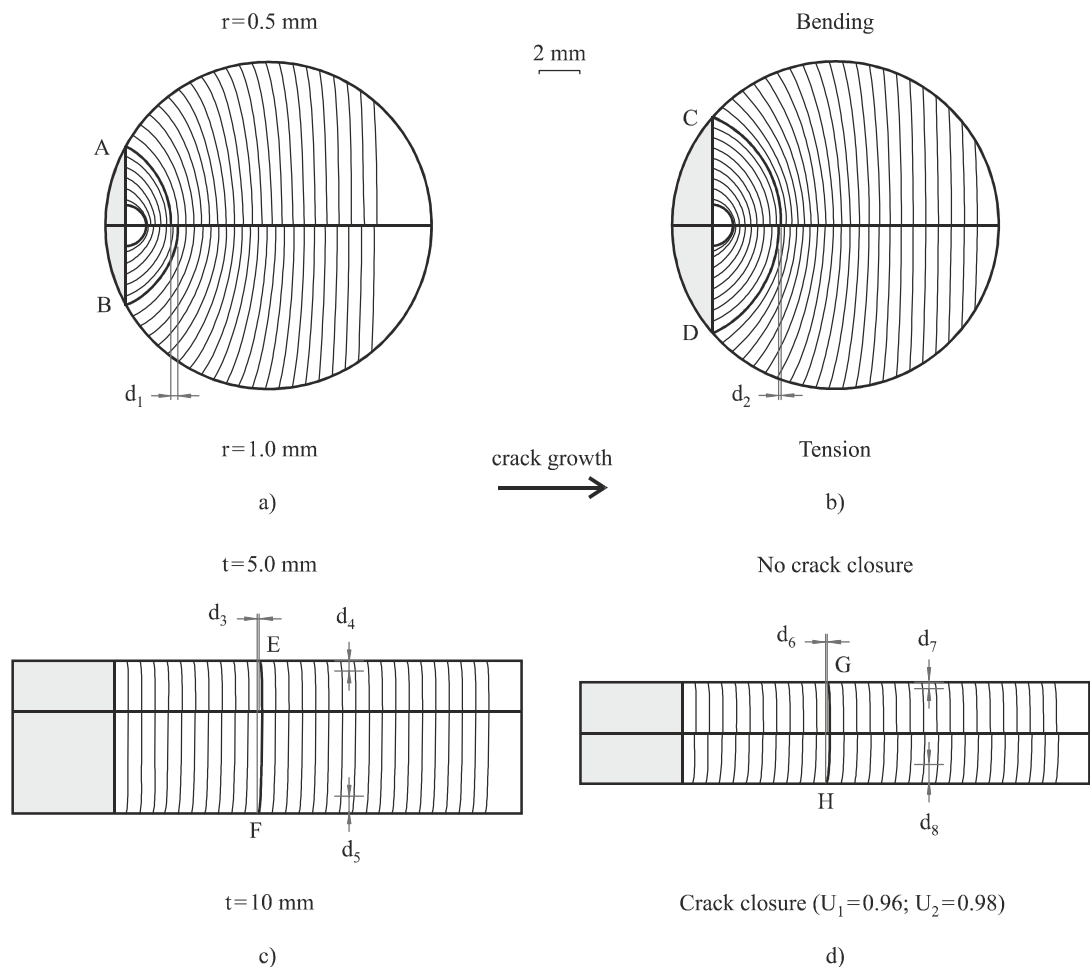 r=0.5 mm
Bending
2 mm
A
C
B
D
d₁
d₂
r=1.0 mm
Tension
crack growth
a)
b)
t=5.0 mm
No crack closure
d₃
d₄
E
d₆
d₇
G
F
H
d₅
d₈
t=10 mm
Crack closure (U₁=0.96; U₂=0.98)
c)
d)